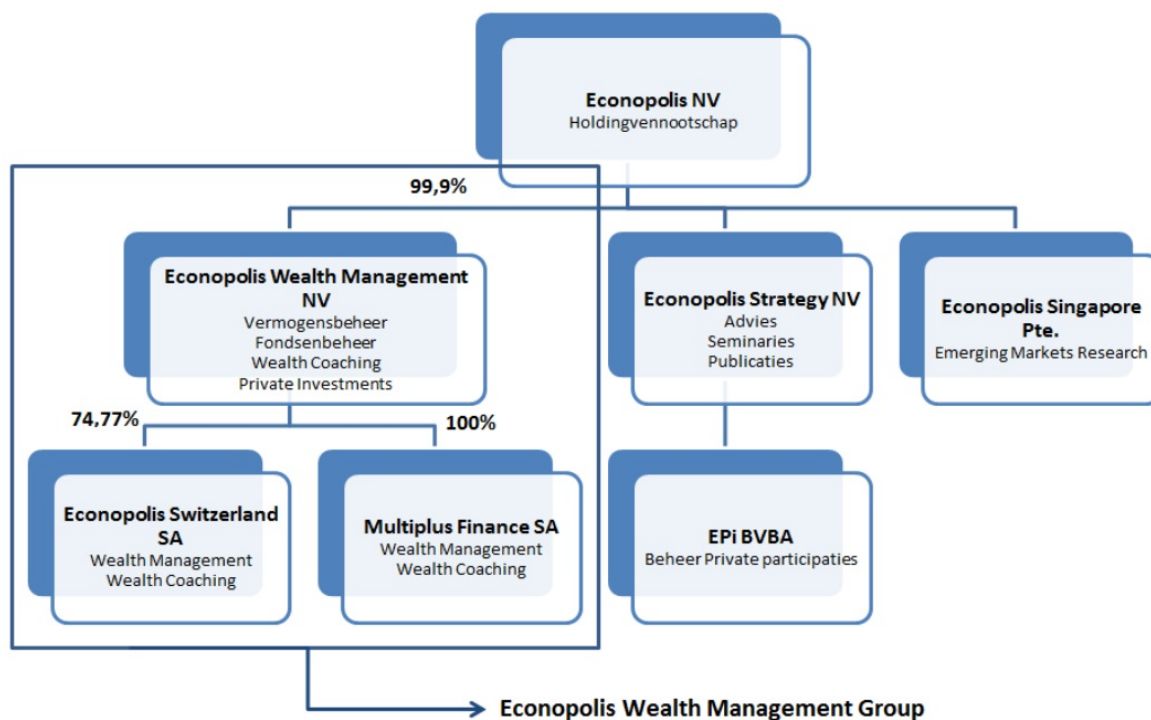 Econopolis NV
Holdingvennootschap
99,9%
Econopolis Wealth Management
NV
Vermogensbeheer
Fondsenbeheer
Wealth Coaching
Private Investments
Econopolis Strategy NV
Advies
Seminaries
Publicaties
Econopolis Singapore
Pte.
Emerging Markets Research
74,77%
100%
Econopolis Switzerland
SA
Wealth Management
Wealth Coaching
Multiplus Finance SA
Wealth Management
Wealth Coaching
EPi BVBA
Beheer Private participaties
Econopolis Wealth Management Group